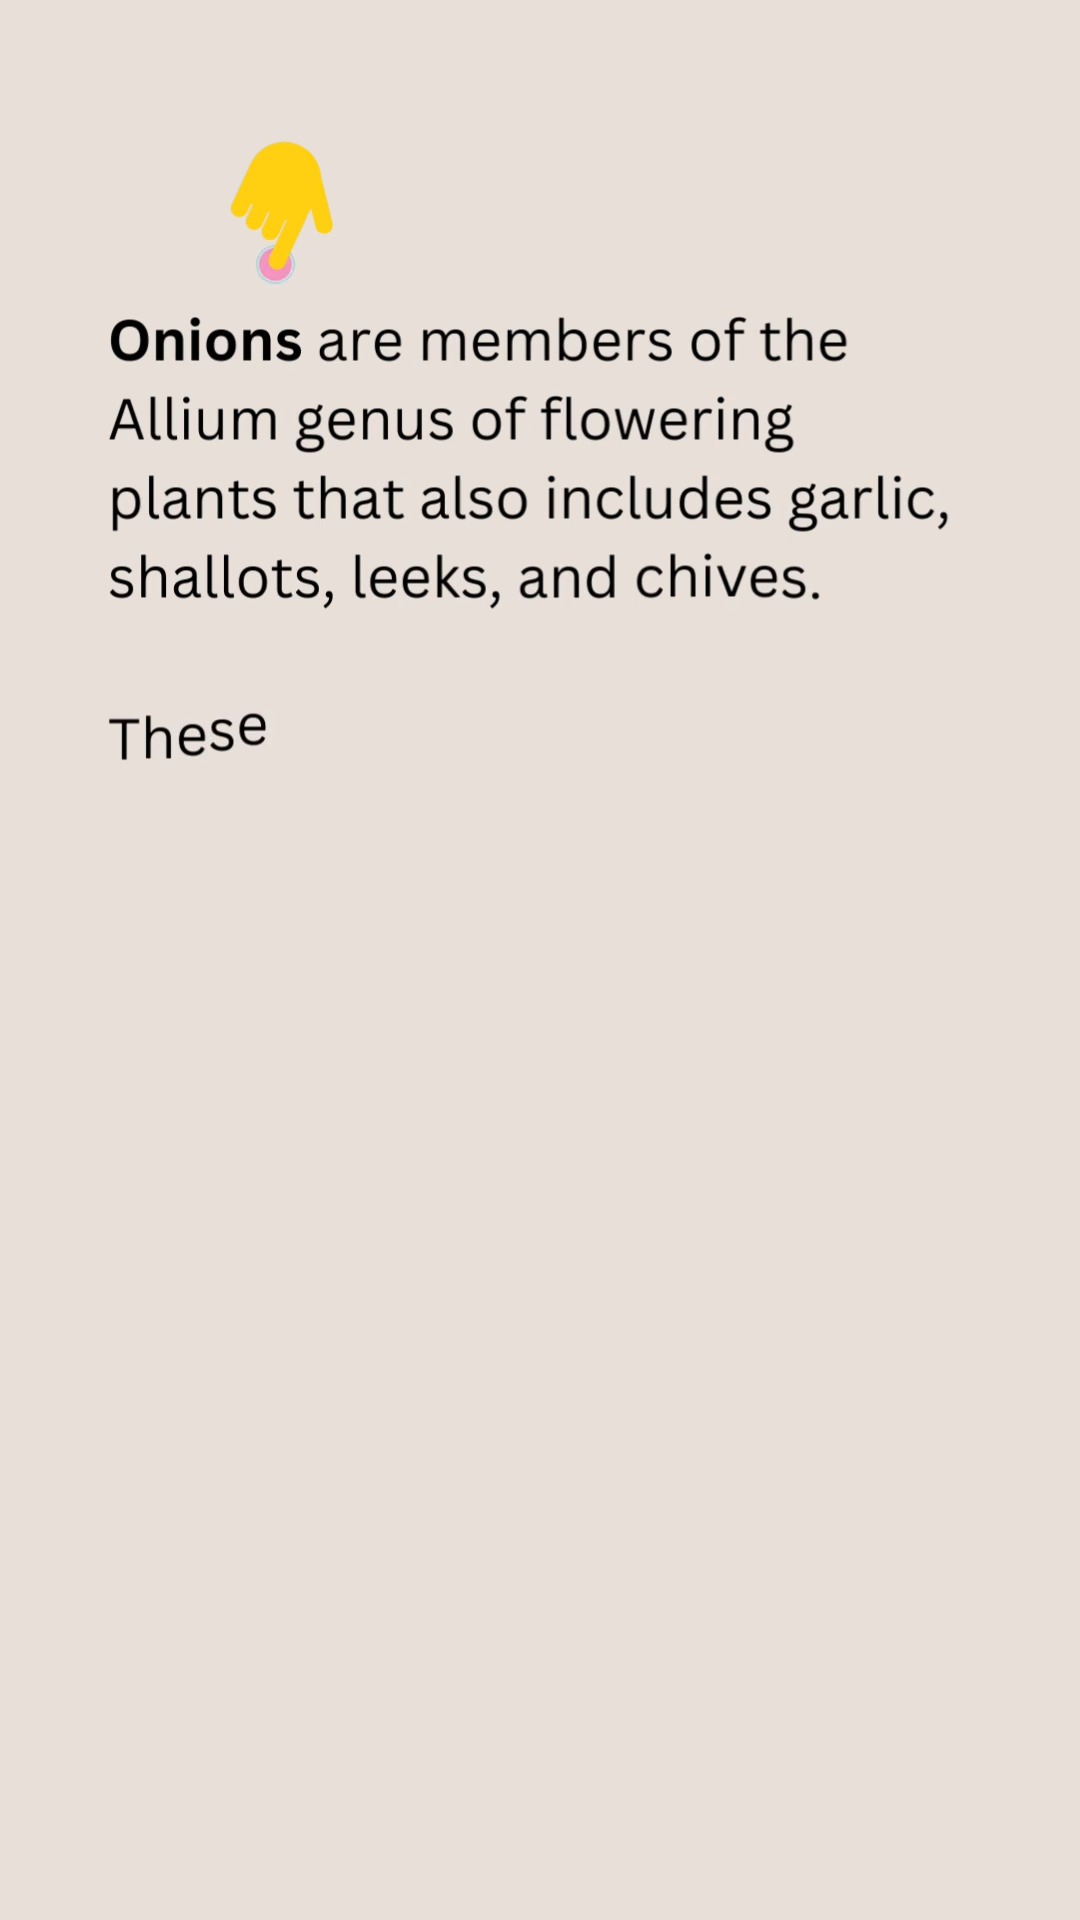 Onions are members of the
Allium genus of flowering
plants that also includes garlic,
shallots, leeks, and chives.
These